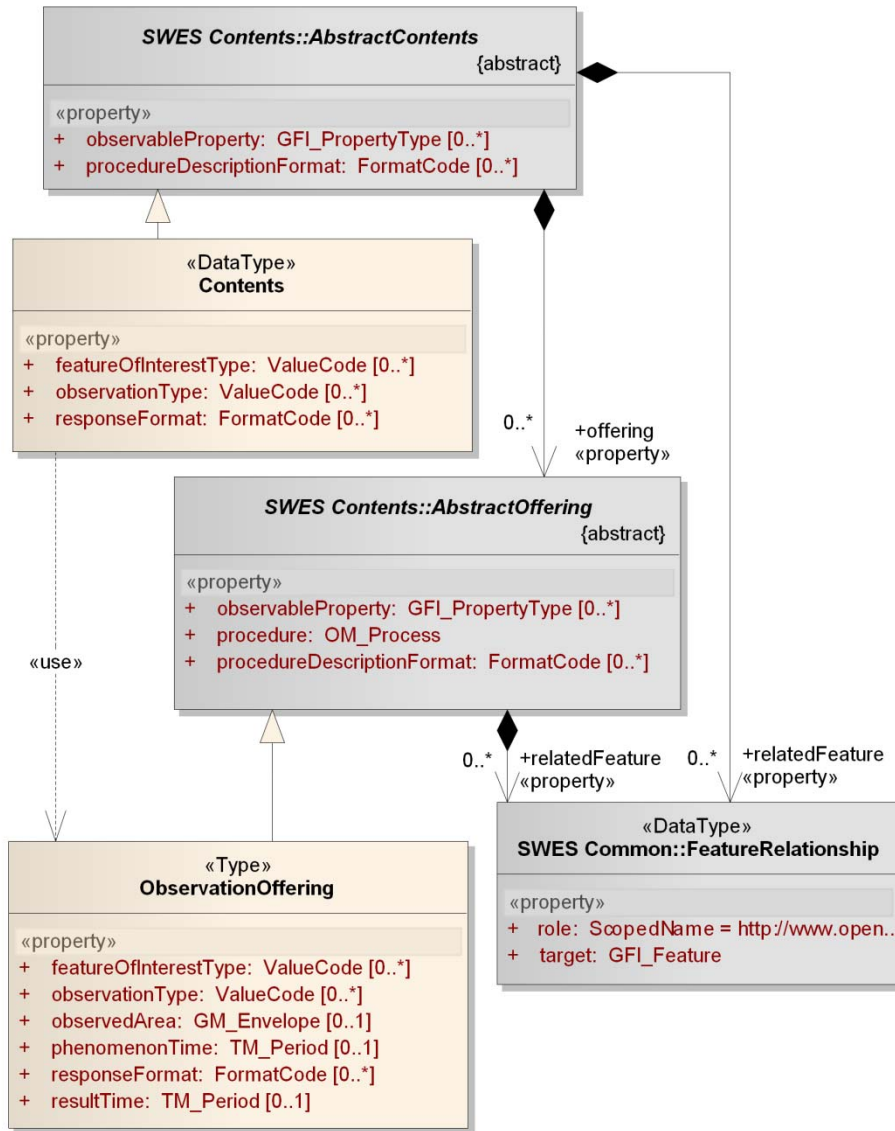 SWES Contents::AbstractContents
{abstract}
«property»
+ observableProperty: GFI_PropertyType [0..*]
+ procedureDescriptionFormat: FormatCode [0..*]
«DataType»
Contents
«property»
+ featureOfInterestType: ValueCode [0..*]
+ observationType: ValueCode [0..*]
+ responseFormat: FormatCode [0..*]
0..*
+offering
«property»
SWES Contents::AbstractOffering
{abstract}
«property»
+ observableProperty: GFI_PropertyType [0..*]
+ procedure: OM_Process
+ procedureDescriptionFormat: FormatCode [0..*]
«use»
0..*
+relatedFeature
«property»
0..*
+relatedFeature
«property»
«Type»
ObservationOffering
«property»
+ featureOfInterestType: ValueCode [0..*]
+ observationType: ValueCode [0..*]
+ observedArea: GM_Envelope [0..1]
+ phenomenonTime: TM_Period [0..1]
+ responseFormat: FormatCode [0..*]
+ resultTime: TM_Period [0..1]
«DataType»
SWES Common::FeatureRelationship
«property»
+ role: ScopedName = http://www.open..
+ target: GFI_Feature